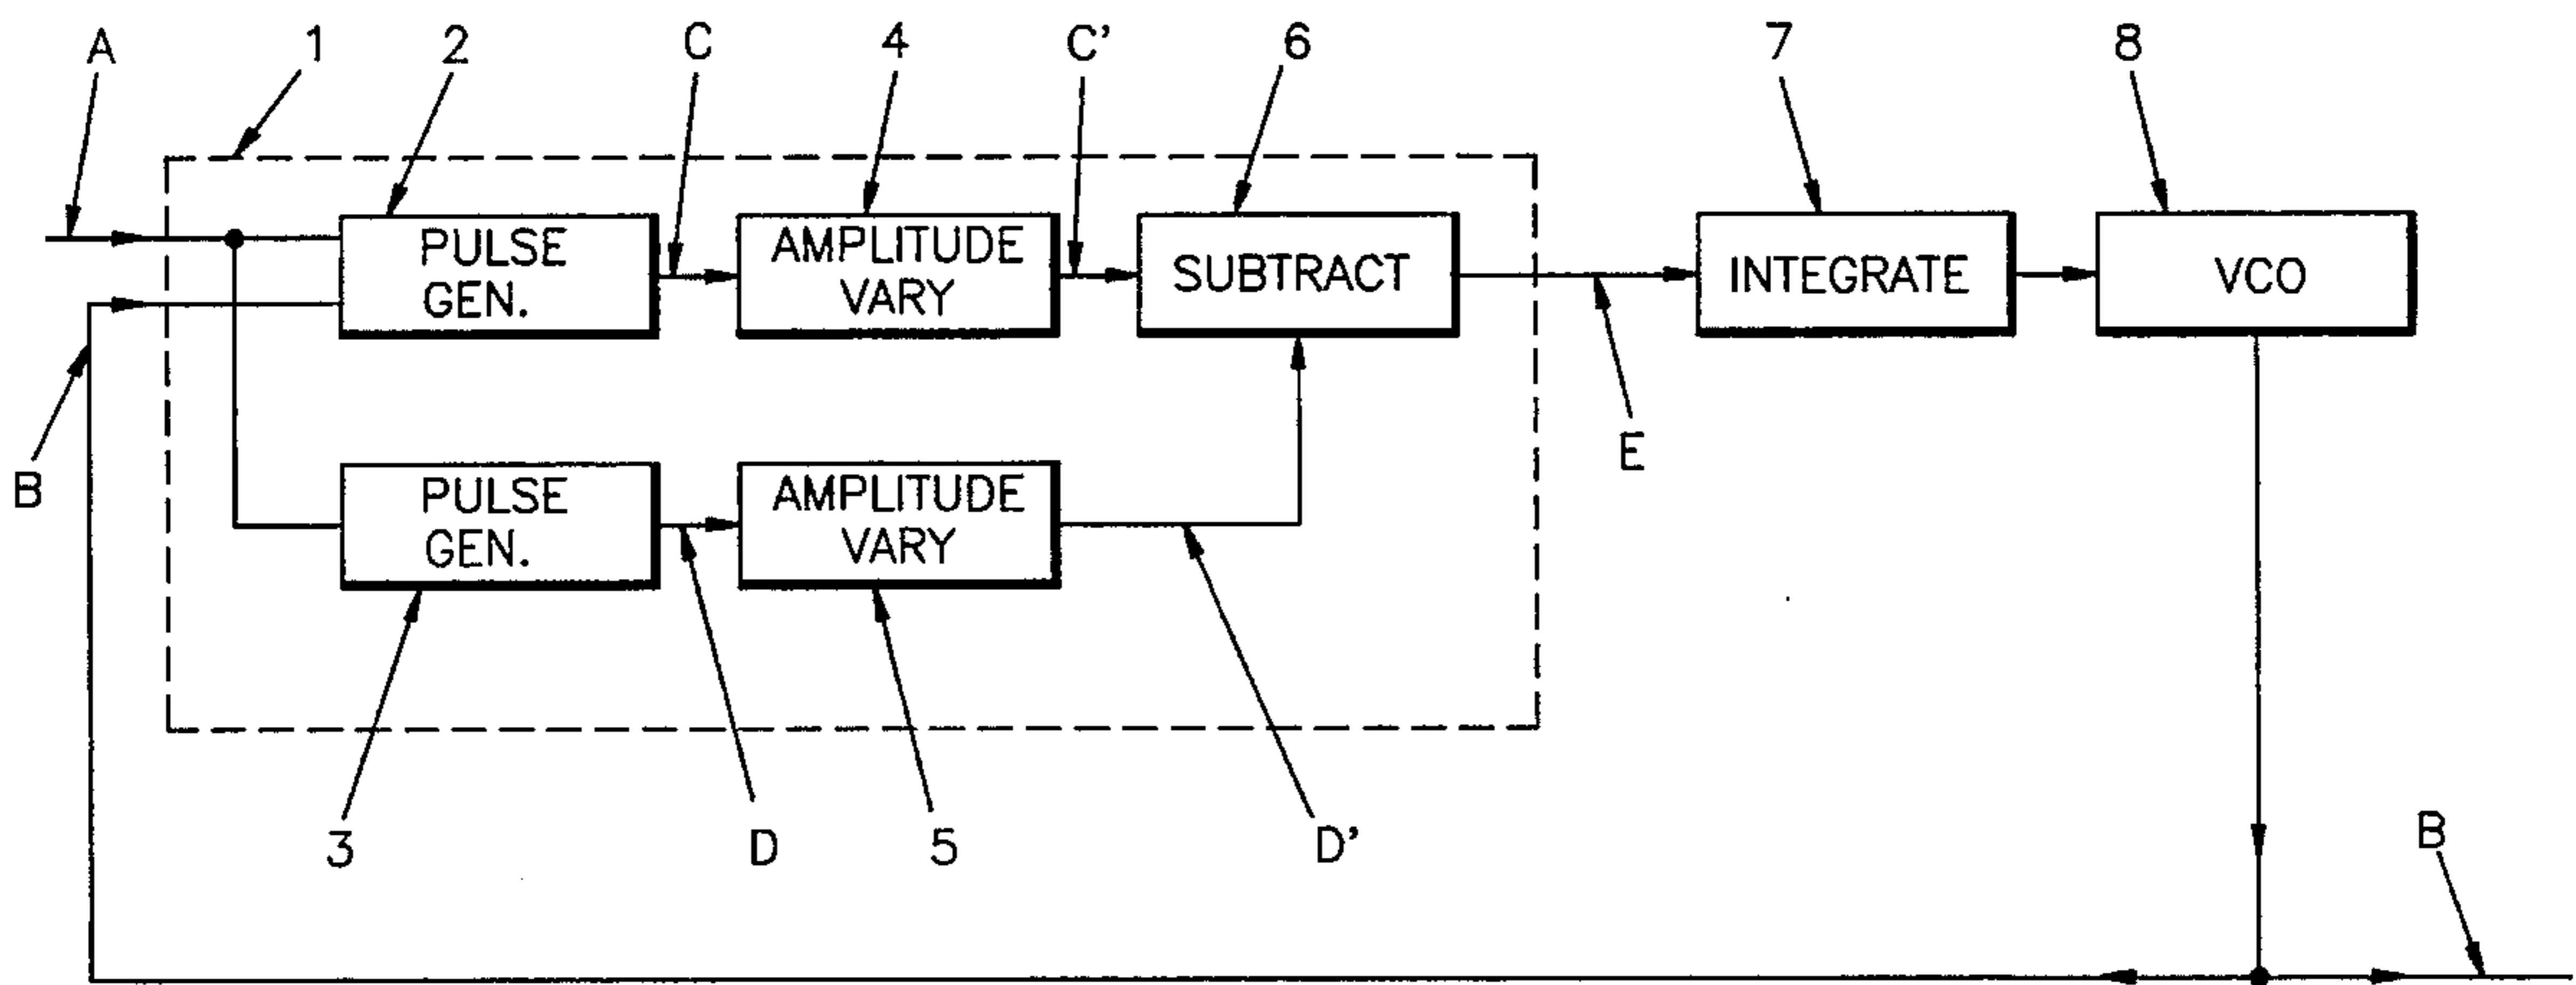 A 1 2 C 4 C' 6 7 8
PULSE
GEN.
AMPLITUDE
VARY
SUBTRACT
INTEGRATE
VCO
B
E
PULSE
GEN.
AMPLITUDE
VARY
3 D 5 D' B